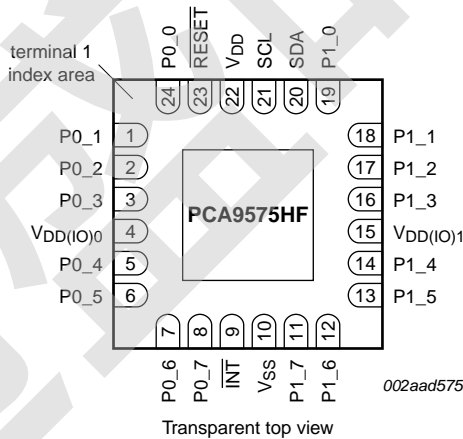 terminal 1
index area
P0_0
RESET
VDD
SCL
SDA
P1_0
24
23
22
21
20
19
P0_1 1
P0_2 2
P0_3 3
VDD(IO)0 4
P0_4 5
P0_5 6
PCA9575HF
18 P1_1
17 P1_2
16 P1_3
15 VDD(IO)1
14 P1_4
13 P1_5
7
8
9
10
11
12
P0_6
P0_7
INT
VSS
P1_7
P1_6
002aad575
Transparent top view